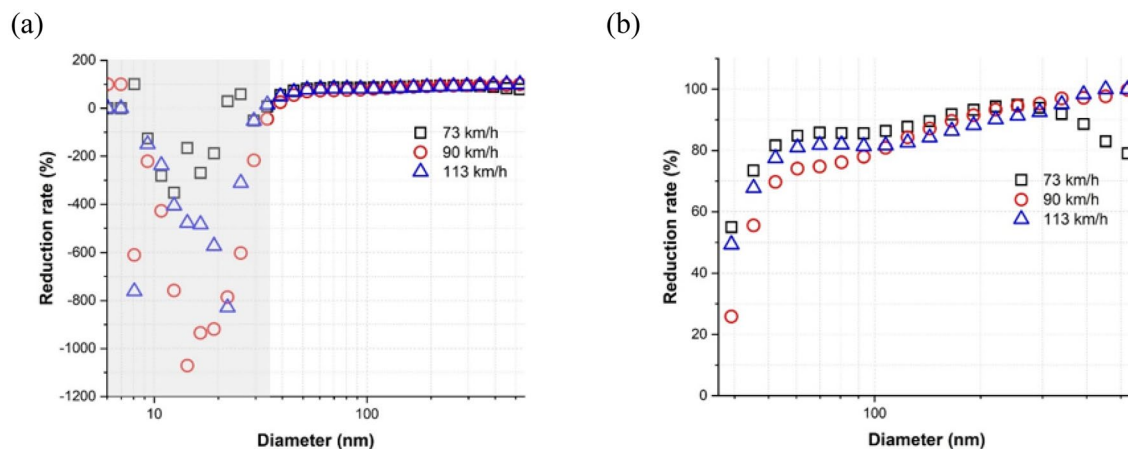 (a)
(b)
200
0
-200
-400
-600
-800
-1000
-1200
Reduction rate (%)
73 km/h
90 km/h
113 km/h
10
100
Diameter (nm)
100
80
60
40
20
0
Reduction rate (%)
73 km/h
90 km/h
113 km/h
100
Diameter (nm)